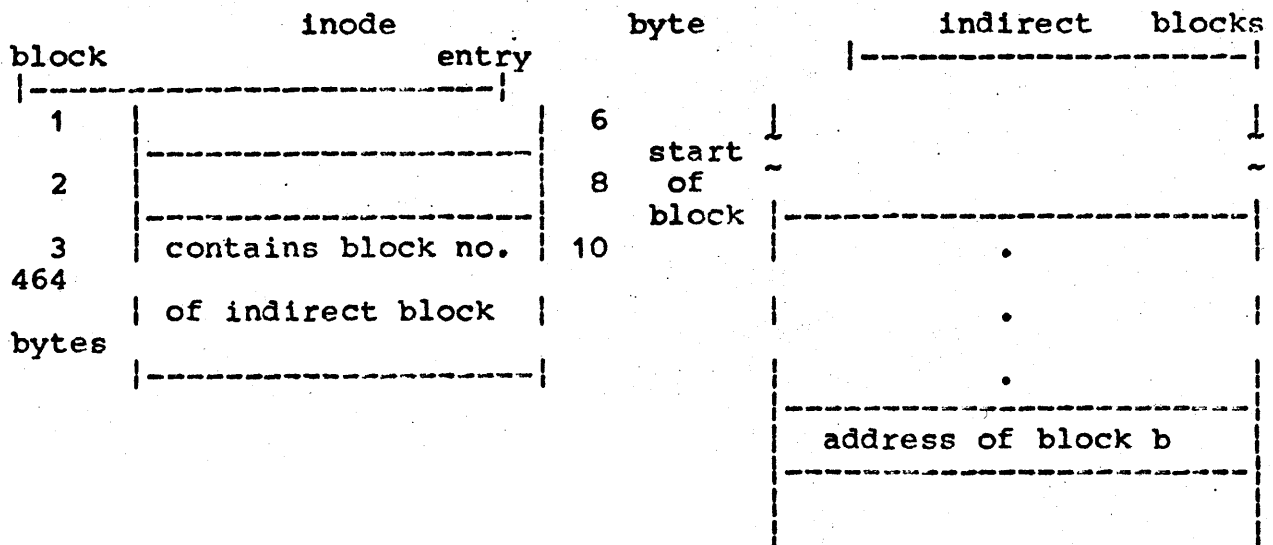 inode byte indirect blocks
block entry
1 6
start
2 8 of
block
3 contains block no. 10
464
of indirect block
bytes
address of block b